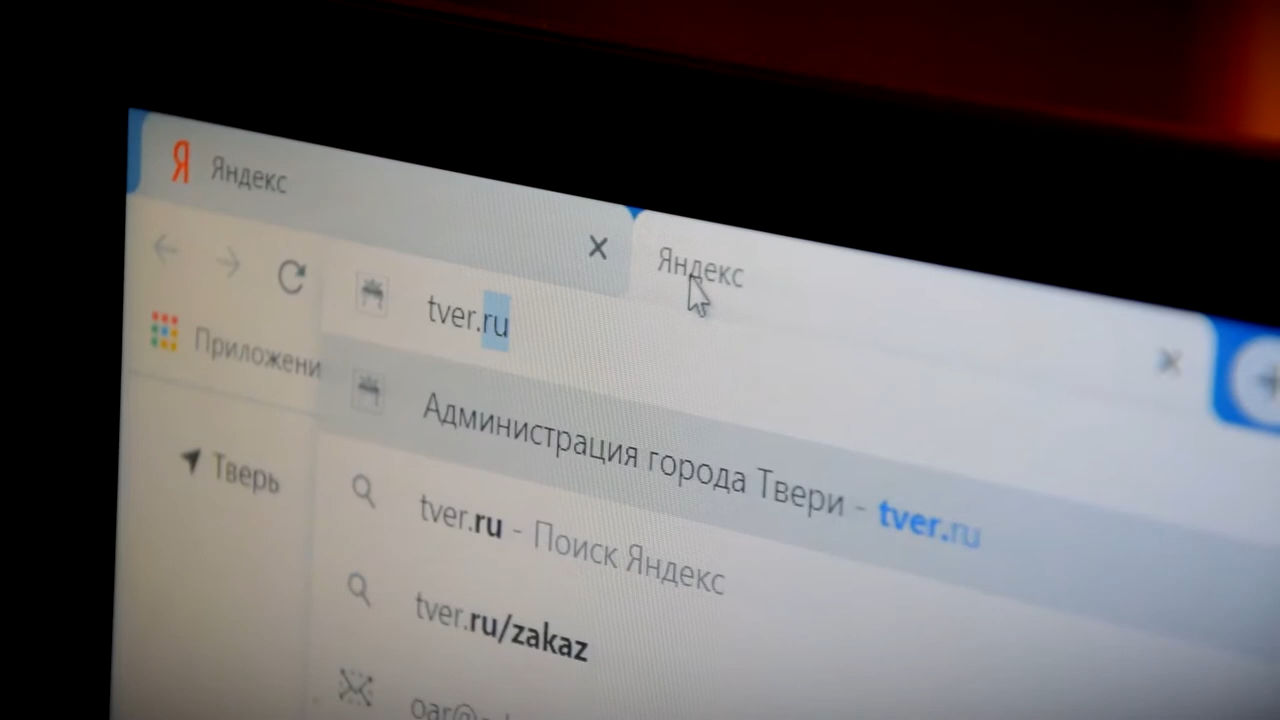 Я Яндекс
Яндекс
tver.ru
Приложени
Администрация города Твери - tver.ru
Тверь
tver.ru - Поиск Яндекс
tver.ru/zakaz